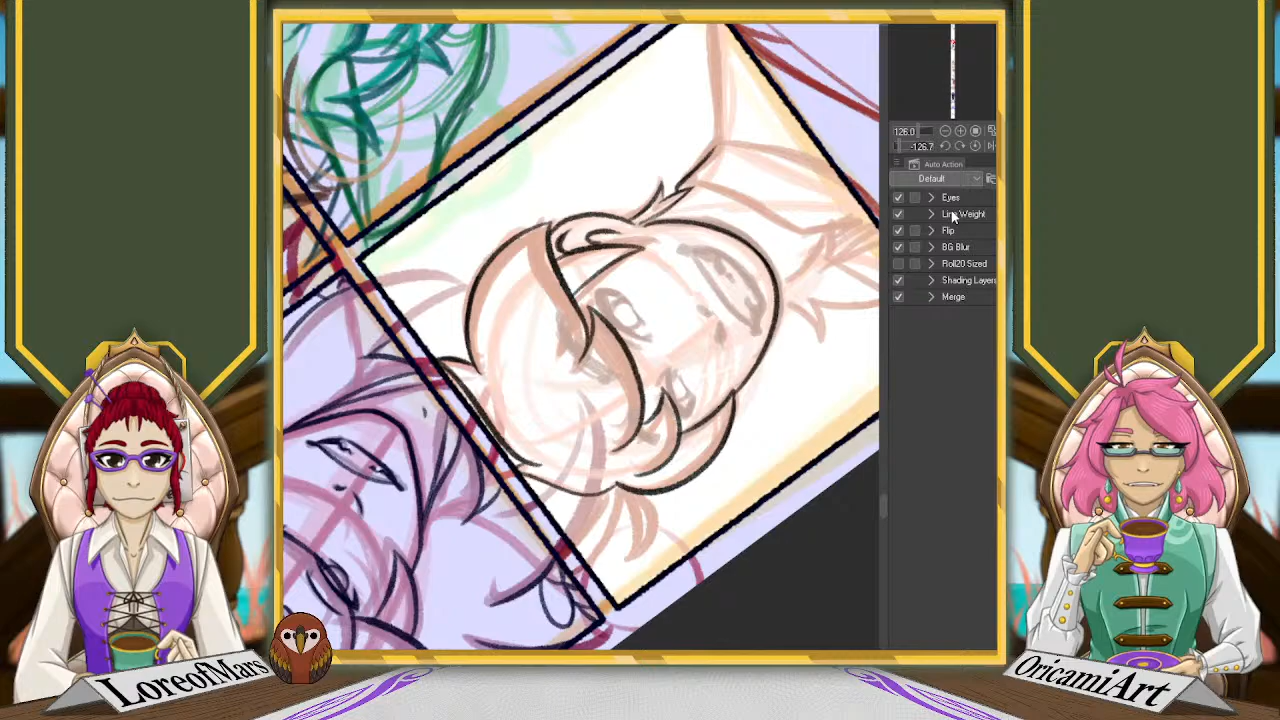 126.0
-126.7
Auto Action
Default
Eyes
Line Weight
Flip
BG Blur
Roll20 Sized
Shading Layers
Merge
LoreofMars
OricamiArt